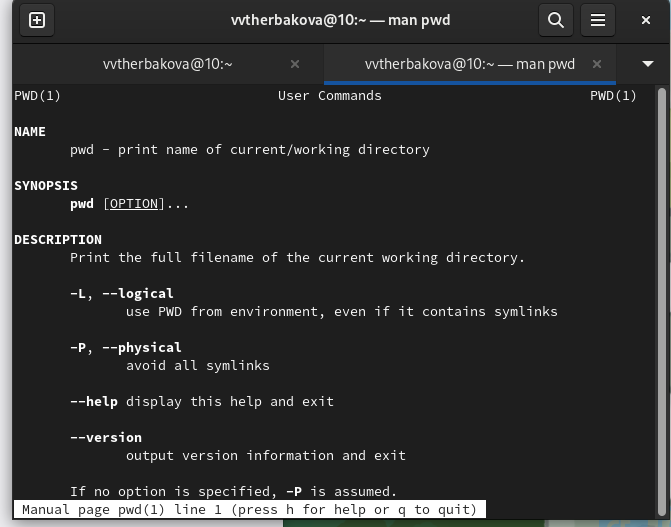 vvtherbakova@10:~ — man pwd
vvtherbakova@10:~
vvtherbakova@10:~ — man pwd
PWD(1) User Commands PWD(1)
NAME
pwd - print name of current/working directory
SYNOPSIS
pwd [OPTION]...
DESCRIPTION
Print the full filename of the current working directory.
-L, --logical
use PWD from environment, even if it contains symlinks
-P, --physical
avoid all symlinks
--help display this help and exit
--version
output version information and exit
If no option is specified, -P is assumed.
Manual page pwd(1) line 1 (press h for help or q to quit)